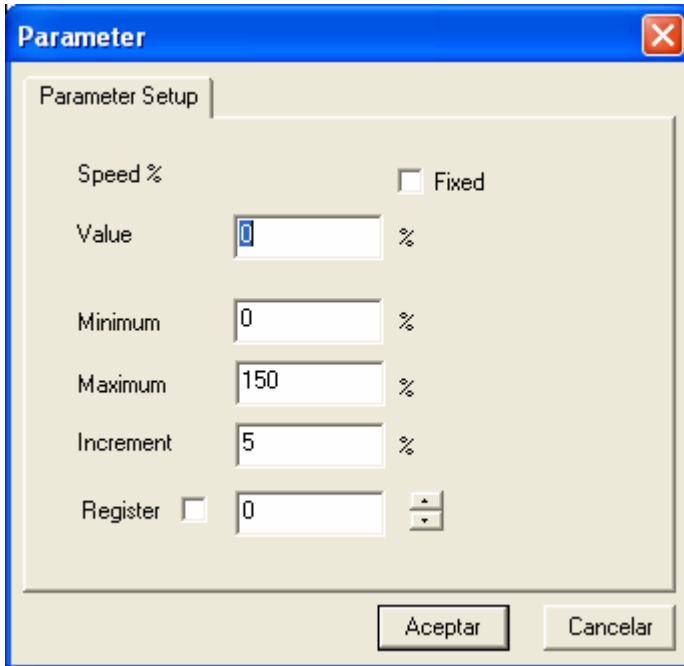 Parameter
Parameter Setup
Speed % Fixed
Value 0 %
Minimum 0 %
Maximum 150 %
Increment 5 %
Register 0
Aceptar Cancelar